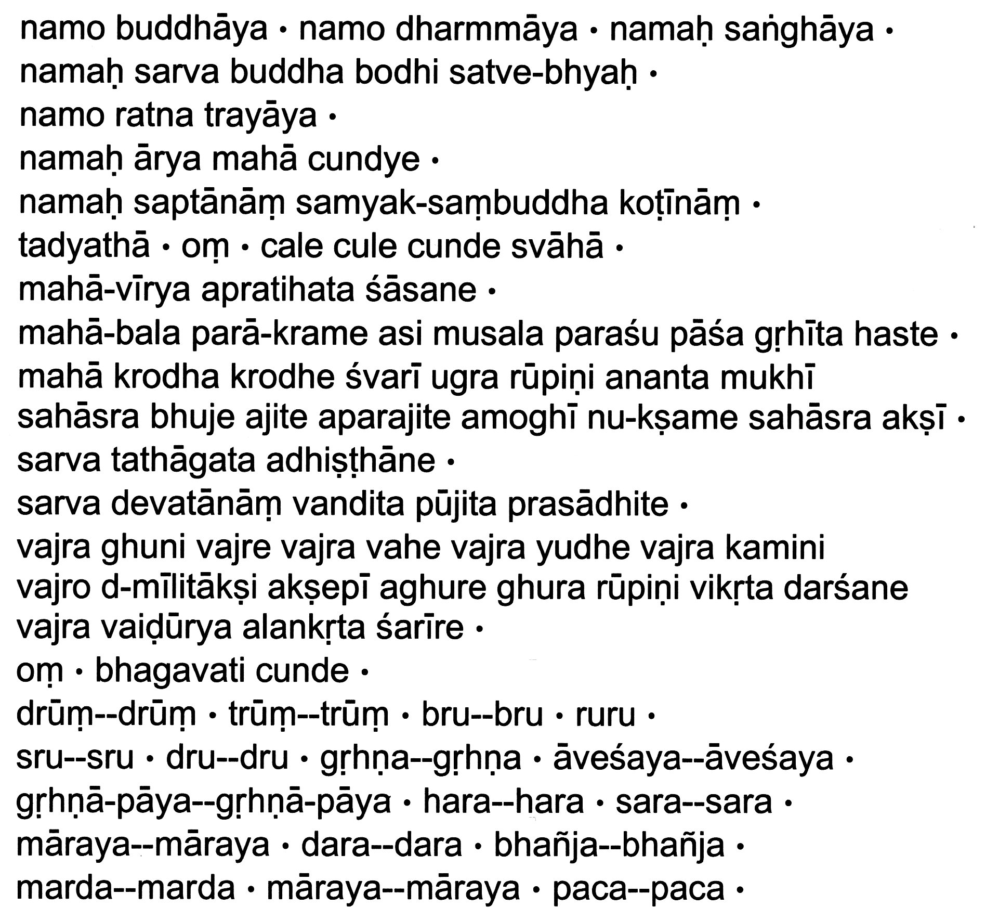 namo buddhāya • namo dharmmāya • namaḥ saṅghāya •
namaḥ sarva buddha bodhi satve-bhyaḥ •
namo ratna trayāya •
namaḥ ārya mahā cundye •
namaḥ saptānāṃ samyak-saṃbuddha koṭīnāṃ •
tadyathā • oṃ • cale cule cunde svāhā •
mahā-vīrya apratihata śāsane •
mahā-bala parā-krame asi musala paraśu pāśa gṛhīta haste •
mahā krodha krodhe śvarī ugra rūpiṇi ananta mukhī
sahāsra bhuje ajite aparajite amoghī nu-kṣame sahāsra akṣī •
sarva tathāgata adhiṣṭhāne •
sarva devatānāṃ vandita pūjita prasādhite •
vajra ghuni vajre vajra vahe vajra yudhe vajra kamini
vajro d-mīlitākṣi akṣepī aghure ghura rūpiṇi vikṛta darśane
vajra vaiḍūrya alankṛta śarīre •
oṃ • bhagavati cunde •
drūṃ--drūṃ • trūṃ--trūṃ • bru--bru • ruru •
sru--sru • dru--dru • gṛhṇa--gṛhṇa • āveśaya--āveśaya •
gṛhṇā-pāya--gṛhṇā-pāya • hara--hara • sara--sara •
māraya--māraya • dara--dara • bhañja--bhañja •
marda--marda • māraya--māraya • paca--paca •